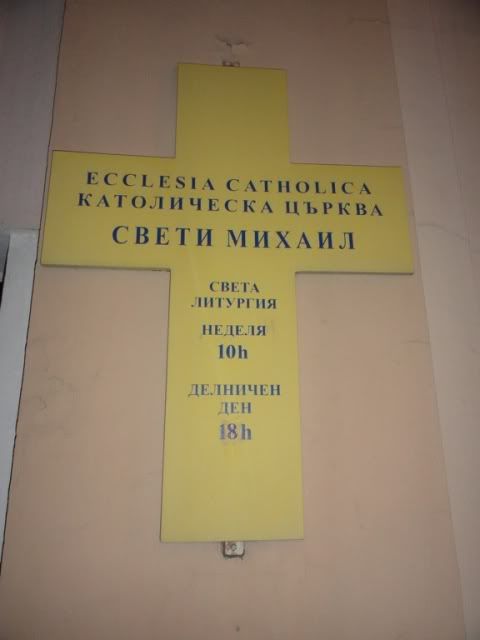 ECCLESIA CATHOLICA
КАТОЛИЧЕСКА ЦЪРКВА
СВЕТИ МИХАИЛ
СВЕТА
ЛИТУРГИЯ
НЕДЕЛЯ
10h
ДЕЛНИЧЕН
ДЕН
18h